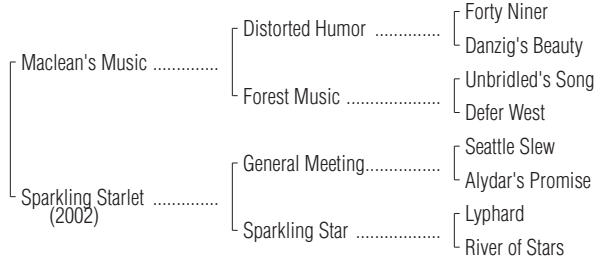 Forty Niner
Distorted Humor ..............
Danzig's Beauty
Maclean's Music ..............
Unbridled's Song
Forest Music ....................
Defer West
Seattle Slew
General Meeting................
Alydar's Promise
Sparkling Starlet ..............
(2002)
Lyphard
Sparkling Star ..................
River of Stars